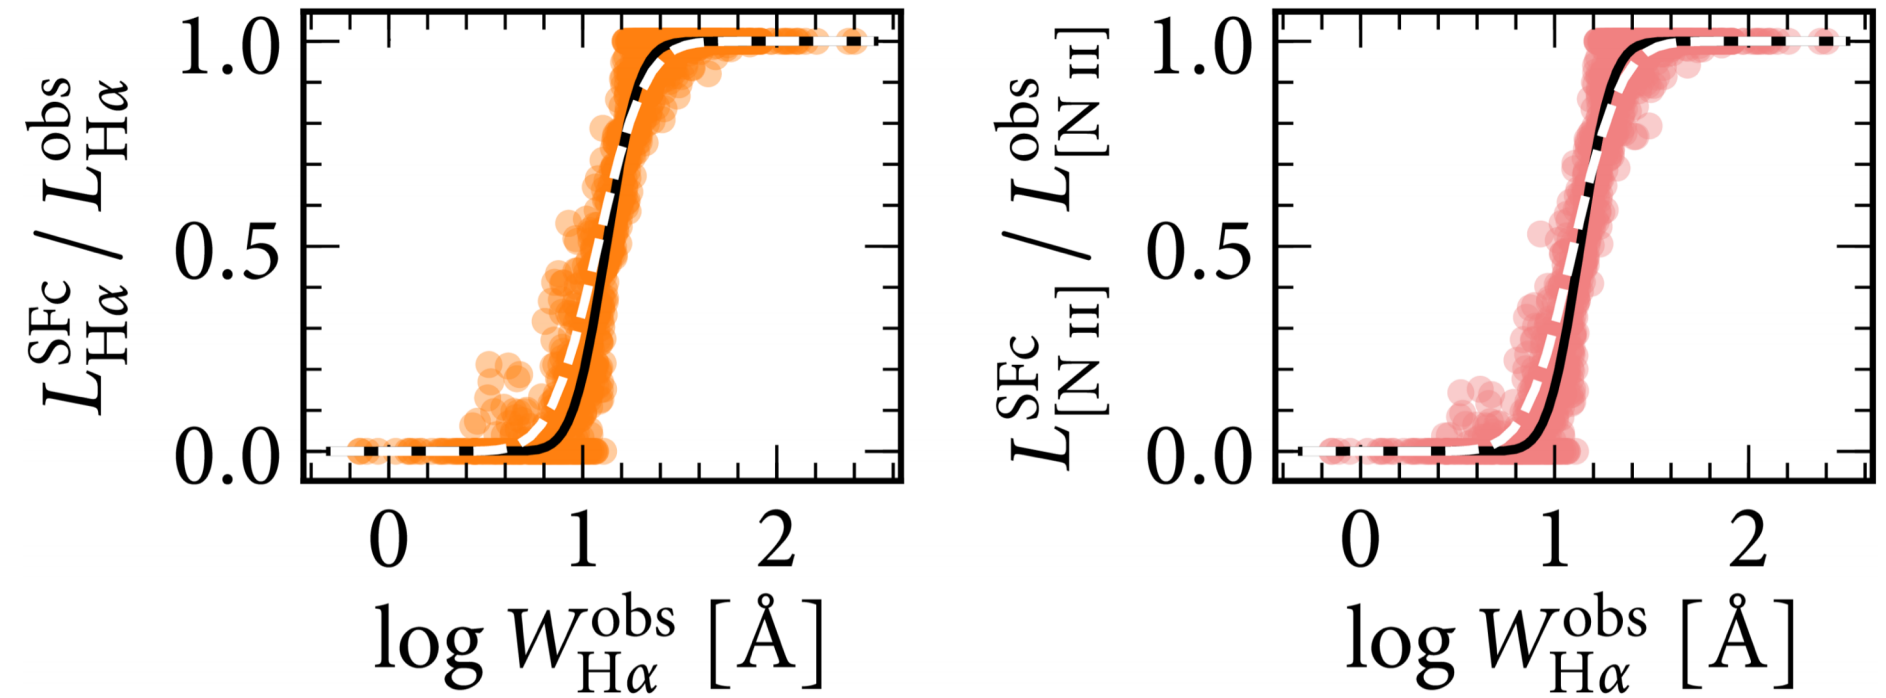 L^SFc_Hα / L^obs_Hα
1.0
0.5
0.0
0 1 2
log W^obs_Hα [Å]
L^SFc_[N II] / L^obs_[N II]
1.0
0.5
0.0
0 1 2
log W^obs_Hα [Å]